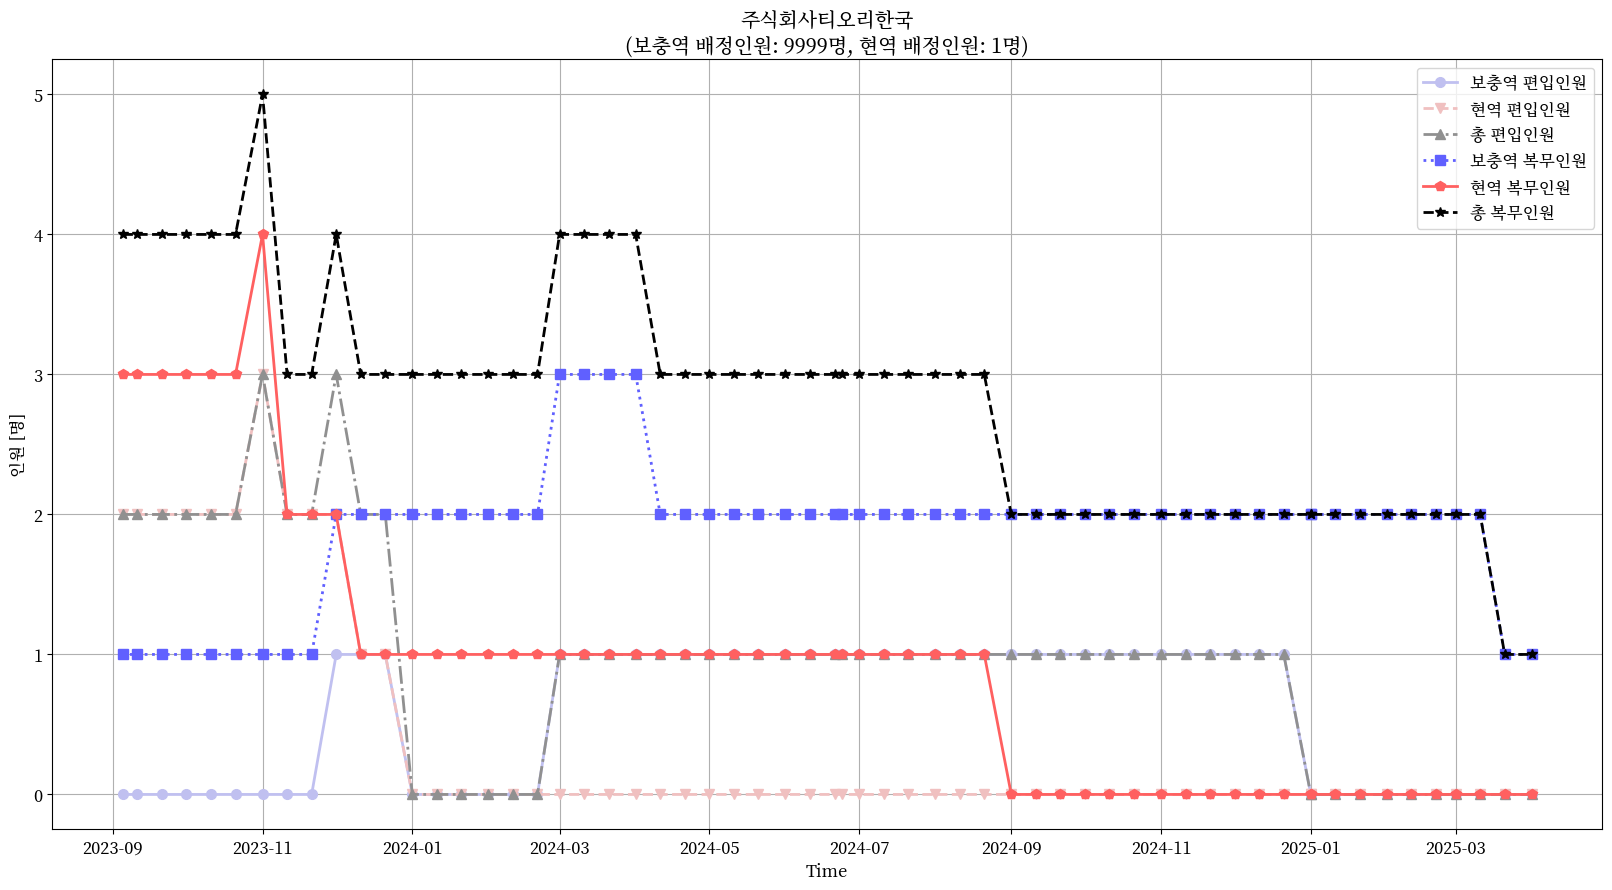 주식회사티오리한국
(보충역 배정인원: 9999명, 현역 배정인원: 1명)
보충역 편입인원
현역 편입인원
총 편입인원
보충역 복무인원
현역 복무인원
총 복무인원
인원 [명]
5
4
3
2
1
0
2023-09
2023-11
2024-01
2024-03
2024-05
2024-07
2024-09
2024-11
2025-01
2025-03
Time